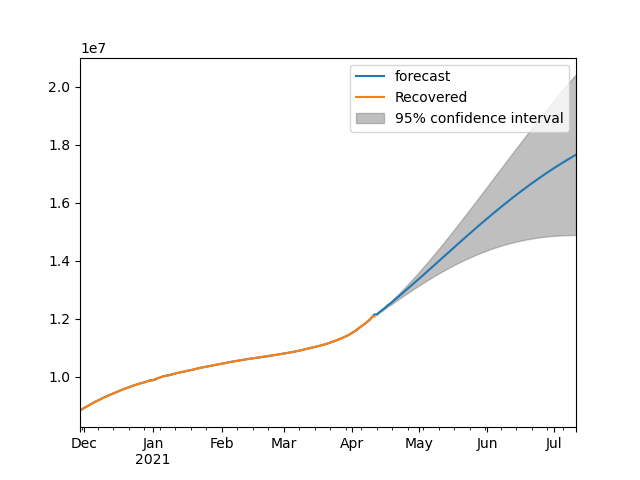 1e7
forecast
Recovered
95% confidence interval
2.0
1.8
1.6
1.4
1.2
1.0
Dec Jan Feb Mar Apr May Jun Jul
2021